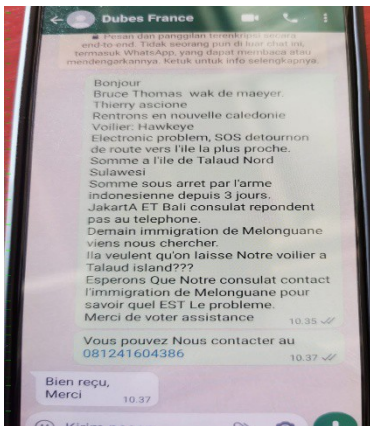 Dubes France
Pesan dan panggilan terenkripsi secara
end-to-end. Tidak seorang pun di luar chat ini,
termasuk WhatsApp, yang dapat membaca atau
mendengarkannya. Ketuk untuk info selengkapnya.
Bonjour
Bruce Thomas wak de maeyer.
Thierry ascione
Rentrons en nouvelle caledonie
Voilier: Hawkeye
Electronic problem, SOS detournon
de route vers l'ile la plus proche.
Somme a l'ile de Talaud Nord
Sulawesi
Somme sous arret par l'arme
indonesienne depuis 3 jours.
JakartA ET Bali consulat repondent
pas au telephone.
Demain immigration de Melonguane
viens nous chercher.
Ila veulent qu'on laisse Notre voilier a
Talaud island???
Esperons Que Notre consulat contact
l'immigration de Melonguane pour
savoir quel EST Le probleme.
Merci de voter assistance
10.35
Vous pouvez Nous contacter au
081241604386
10.37
Bien reçu,
Merci
10.37